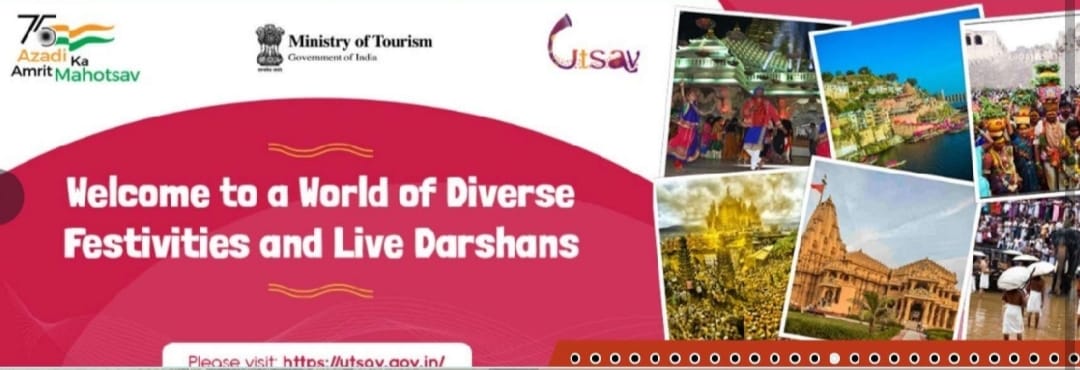 75
Azadi
Ka
Amrit Mahotsav
Ministry of Tourism
Government of India
Utsav
Welcome to a World of Diverse
Festivities and Live Darshans
Please visit: https://utsav.gov.in/